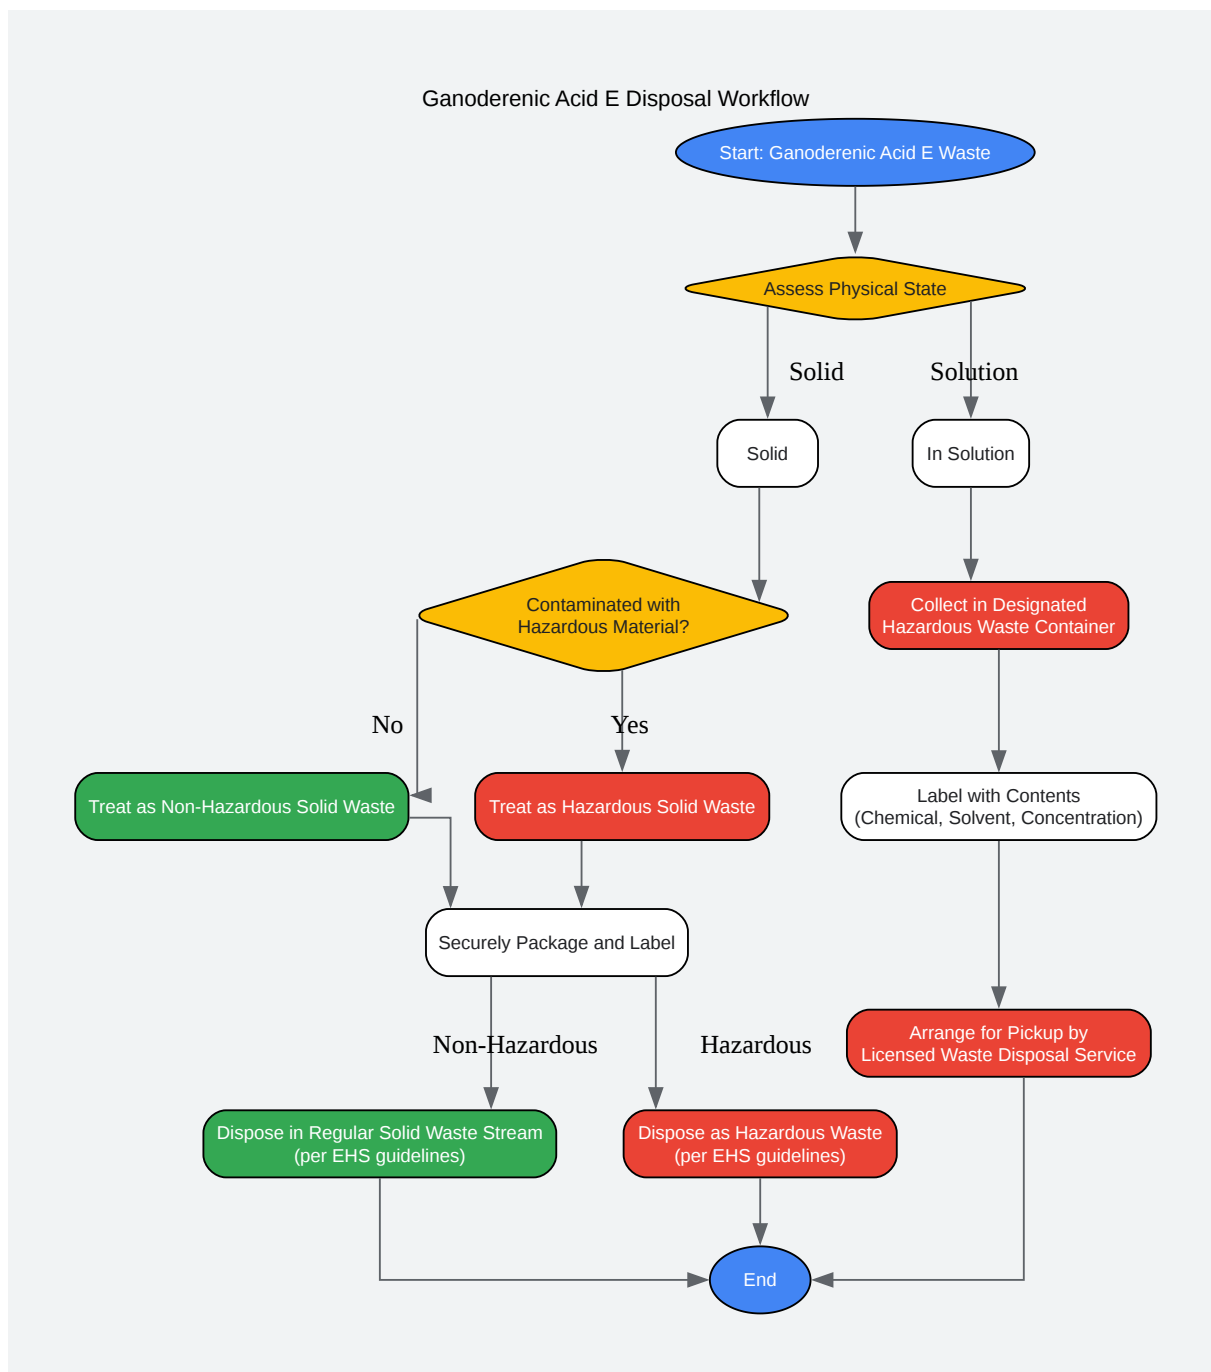 Ganoderenic Acid E Disposal Workflow
Start: Ganoderenic Acid E Waste
Assess Physical State
Solid
Solution
Solid
In Solution
Contaminated with
Hazardous Material?
Collect in Designated
Hazardous Waste Container
No
Yes
Treat as Non-Hazardous Solid Waste
Treat as Hazardous Solid Waste
Label with Contents
(Chemical, Solvent, Concentration)
Securely Package and Label
Non-Hazardous
Hazardous
Arrange for Pickup by
Licensed Waste Disposal Service
Dispose in Regular Solid Waste Stream
(per EHS guidelines)
Dispose as Hazardous Waste
(per EHS guidelines)
End